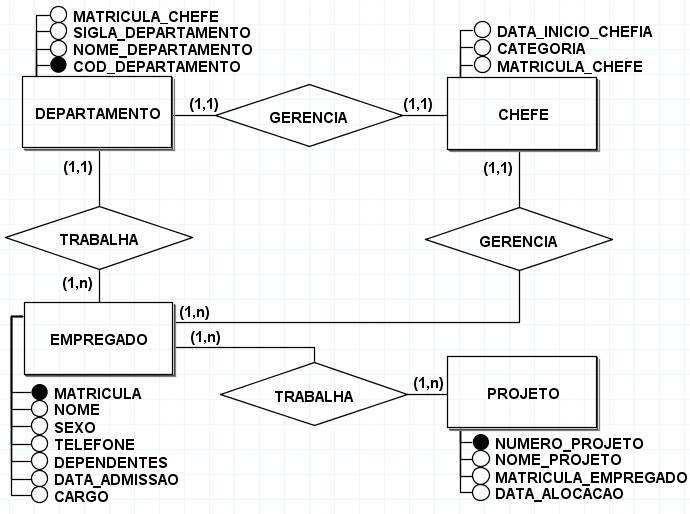 MATRICULA_CHEFE
SIGLA_DEPARTAMENTO
NOME_DEPARTAMENTO
COD_DEPARTAMENTO
DATA_INICIO_CHEFIA
CATEGORIA
MATRICULA_CHEFE
DEPARTAMENTO
(1,1)
GERENCIA
(1,1)
CHEFE
(1,1)
(1,1)
TRABALHA
GERENCIA
(1,n)
(1,n)
EMPREGADO
(1,n)
TRABALHA
(1,n)
PROJETO
MATRICULA
NOME
SEXO
TELEFONE
DEPENDENTES
DATA_ADMISSAO
CARGO
NUMERO_PROJETO
NOME_PROJETO
MATRICULA_EMPREGADO
DATA_ALOCACAO